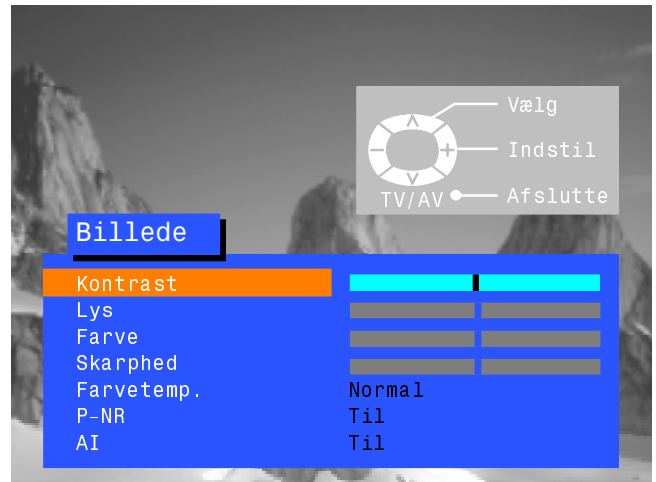 Vælg
Indstil
TV/AV Afslutte
Billede
Kontrast
Lys
Farve
Skarphed
Farvetemp. Normal
P-NR Til
AI Til